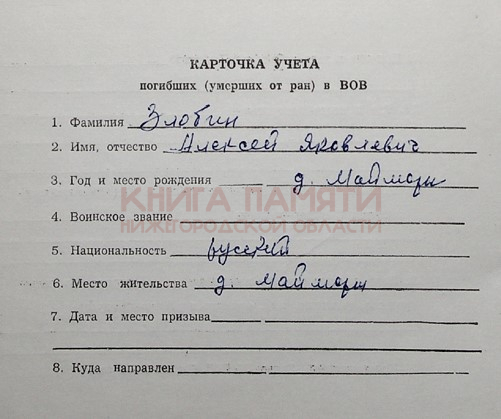 КАРТОЧКА УЧЕТА
погибших (умерших от ран) в ВОВ
1. Фамилия Злобин
2. Имя, отчество Алексей Яковлевич
3. Год и место рождения д. Майморы
КНИГА ПАМЯТИ
4. Воинское звание
НИЖЕГОРОДСКОЙ ОБЛАСТИ
5. Национальность русский
6. Место жительства д. Майморы
7. Дата и место призыва
8. Куда направлен